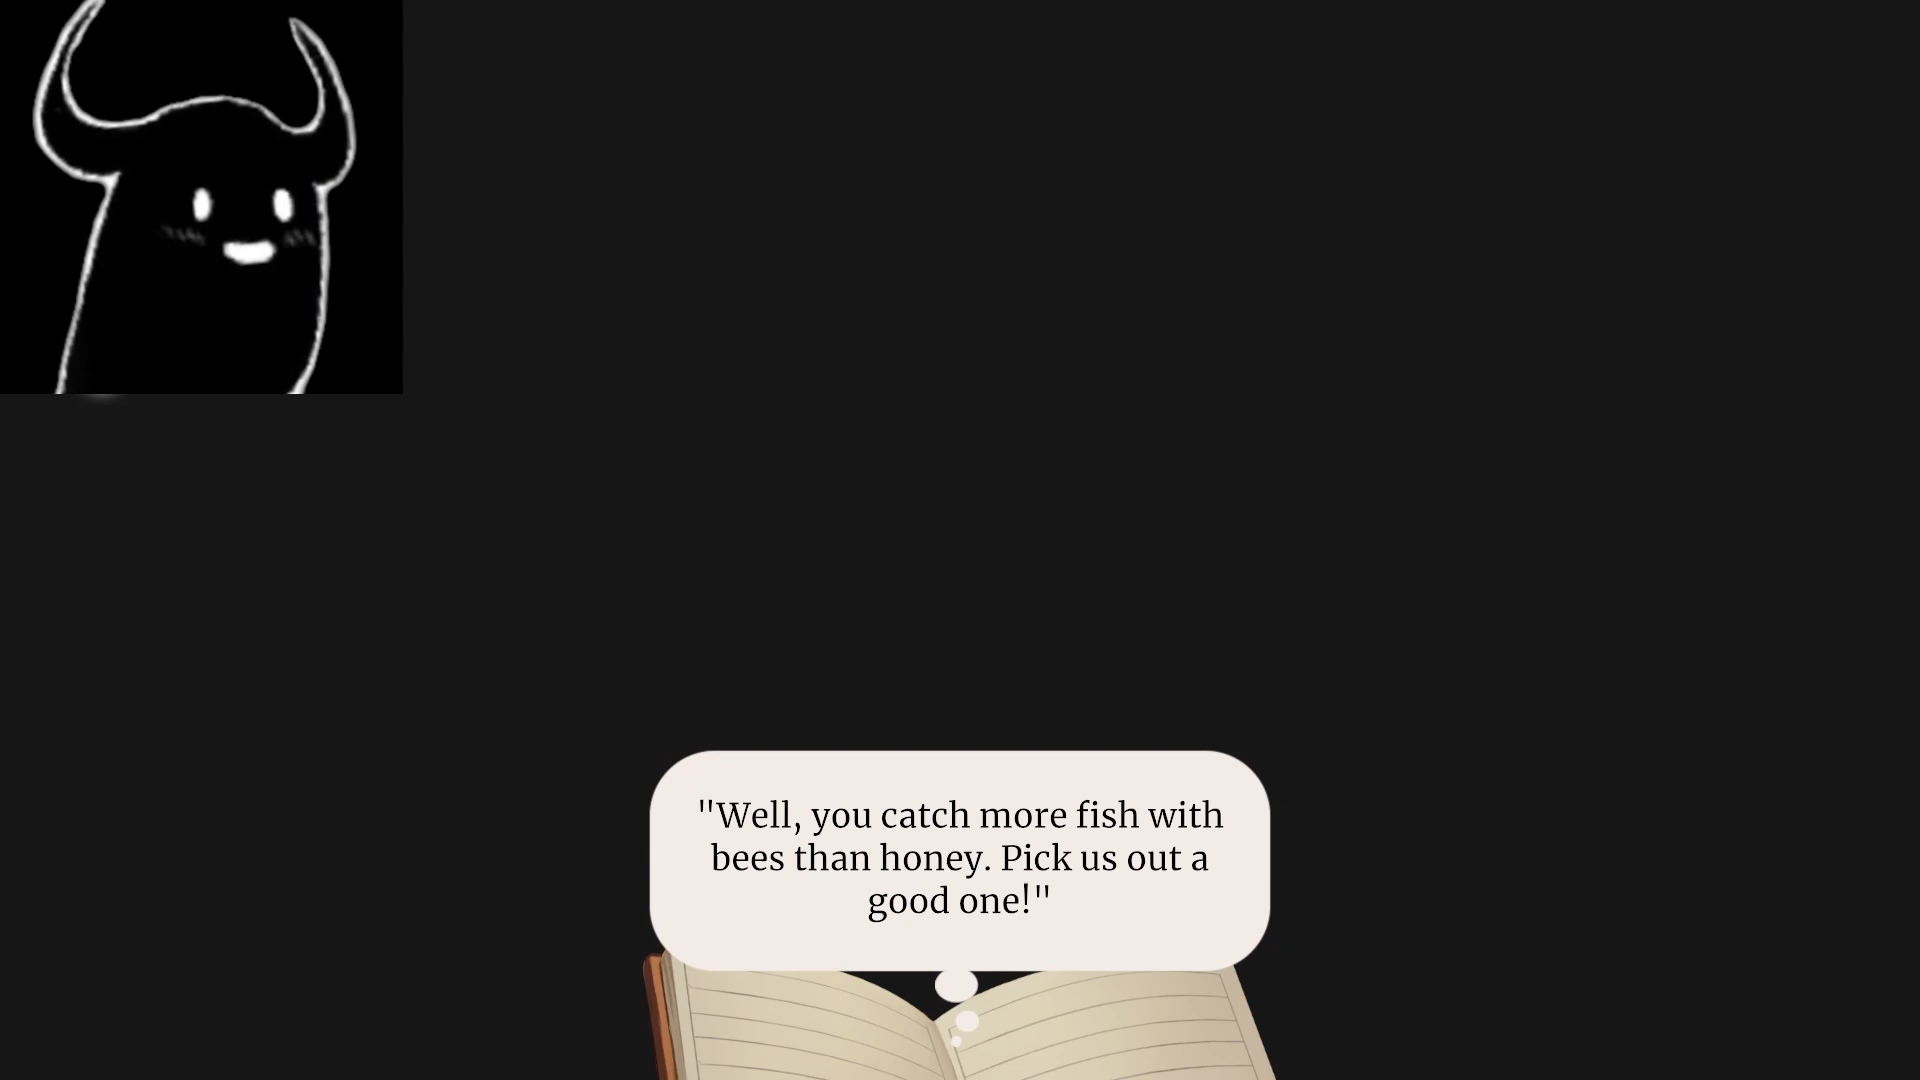 "Well, you catch more fish with
bees than honey. Pick us out a
good one!"